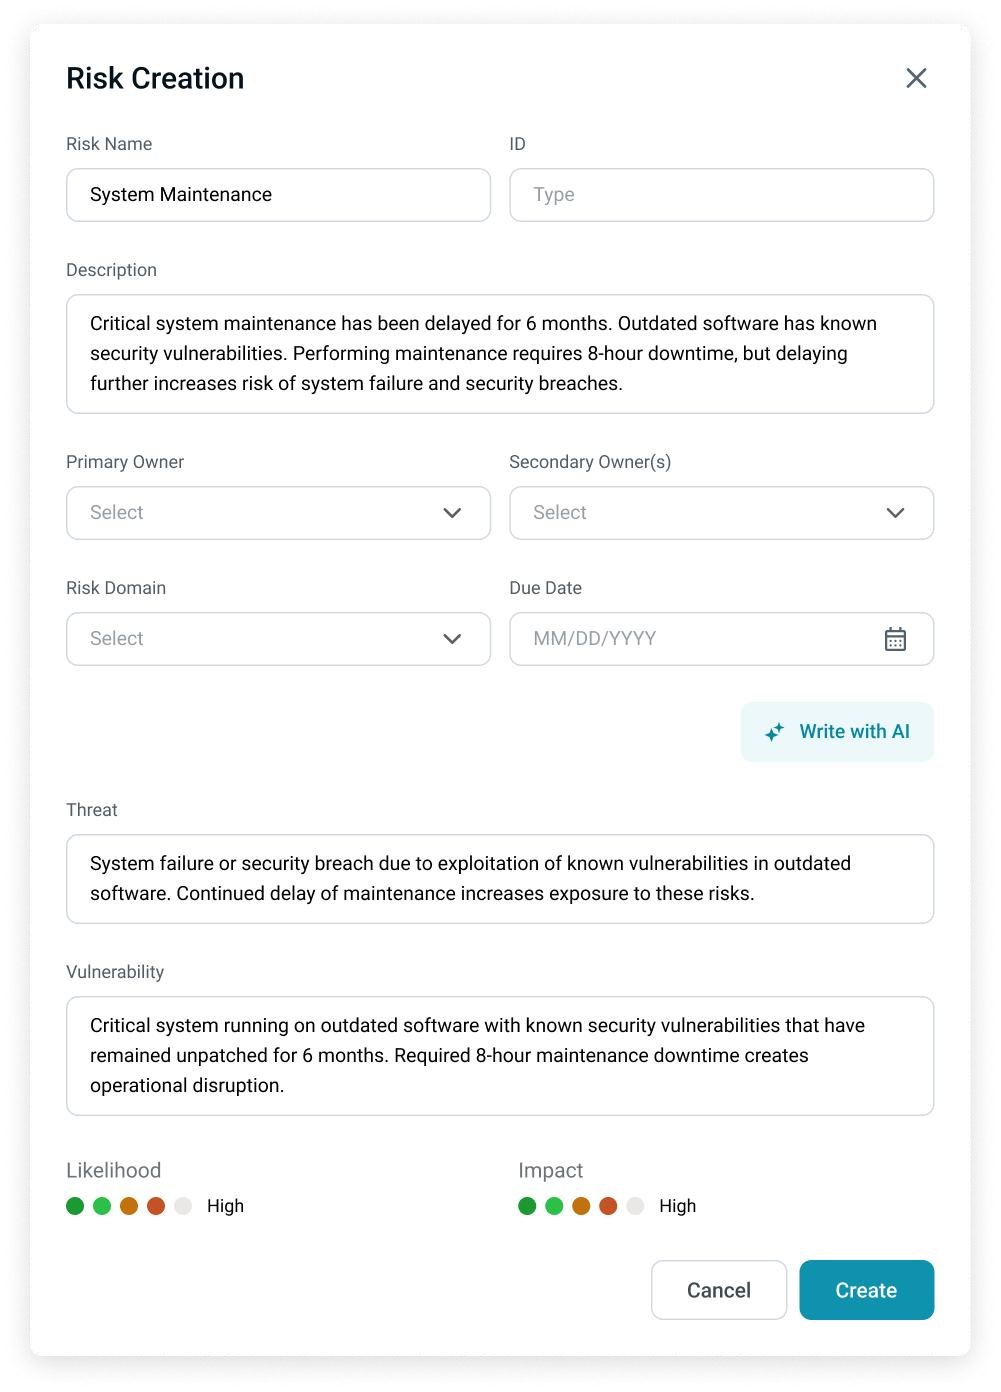 Risk Creation
Risk Name
ID
System Maintenance
Type
Description
Critical system maintenance has been delayed for 6 months. Outdated software has known
security vulnerabilities. Performing maintenance requires 8-hour downtime, but delaying
further increases risk of system failure and security breaches.
Primary Owner
Secondary Owner(s)
Select
Select
Risk Domain
Due Date
Select
MM/DD/YYYY
Write with AI
Threat
System failure or security breach due to exploitation of known vulnerabilities in outdated
software. Continued delay of maintenance increases exposure to these risks.
Vulnerability
Critical system running on outdated software with known security vulnerabilities that have
remained unpatched for 6 months. Required 8-hour maintenance downtime creates
operational disruption.
Likelihood
Impact
High
High
Cancel
Create